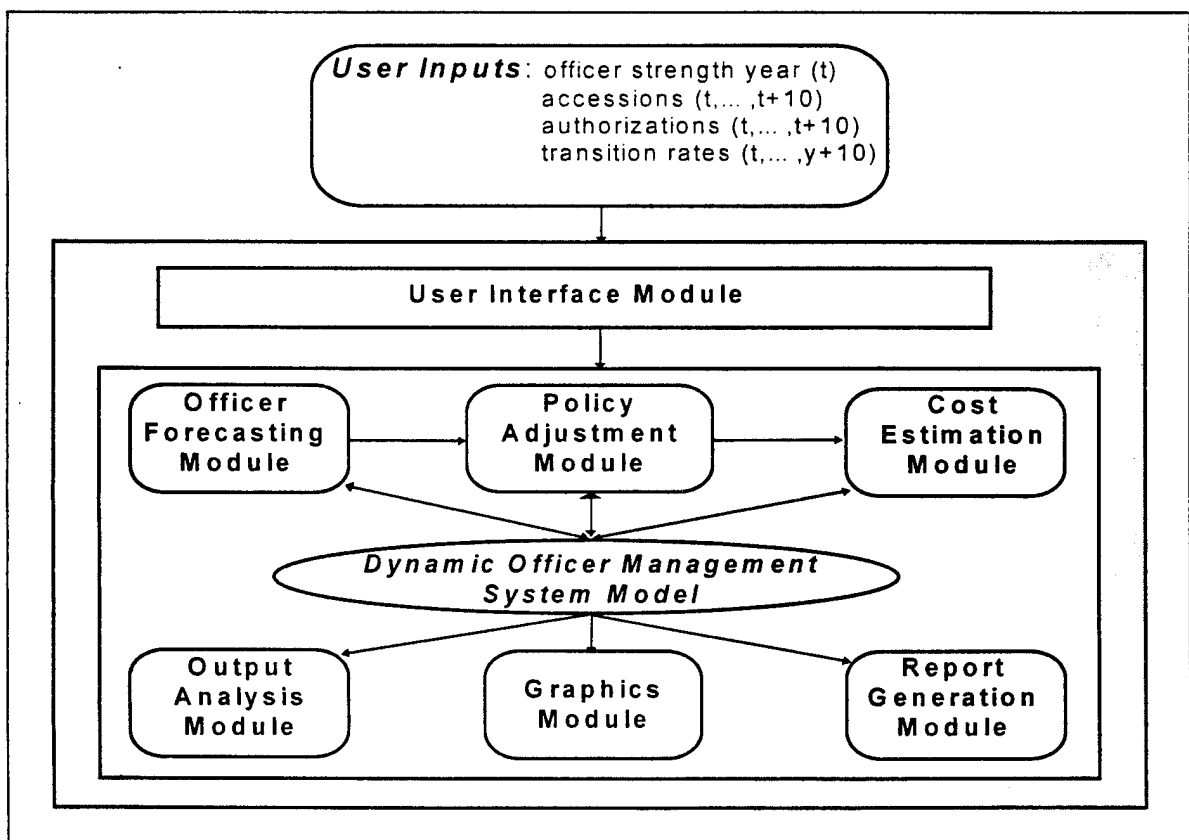 User Inputs: officer strength year (t)
accessions (t,... ,t+10)
authorizations (t,... ,t+10)
transition rates (t,... ,y+10)
User Interface Module
Officer
Forecasting
Module
Policy
Adjustment
Module
Cost
Estimation
Module
Dynamic Officer Management
System Model
Output
Analysis
Module
Graphics
Module
Report
Generation
Module